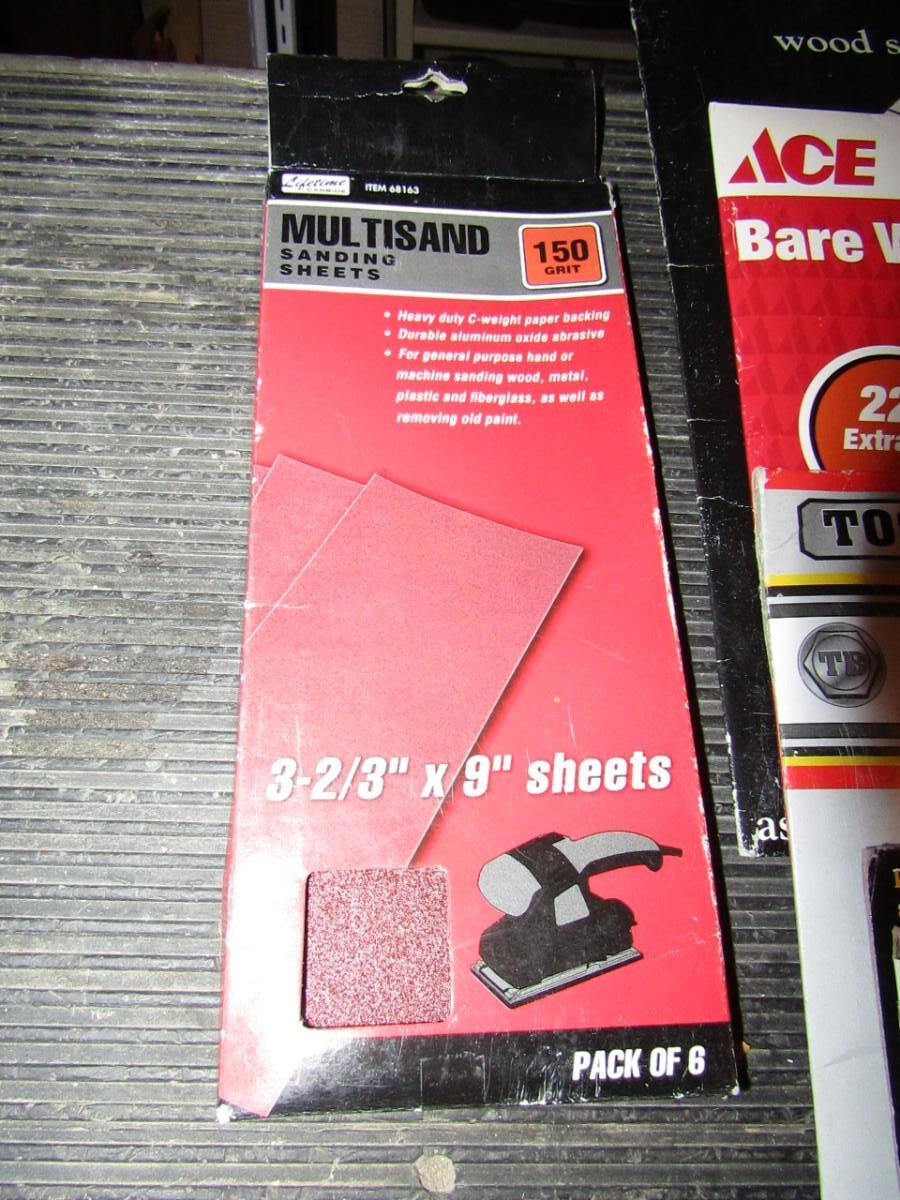 Lifetime
CARBIDE
ITEM 68163
MULTISAND
SANDING
SHEETS
150
GRIT
• Heavy duty C-weight paper backing
• Durable aluminum oxide abrasive
• For general purpose hand or
machine sanding wood, metal,
plastic and fiberglass, as well as
removing old paint.
3-2/3" x 9" sheets
PACK OF 6
wood s
ACE
Bare
22
Extra
TO
TB
as